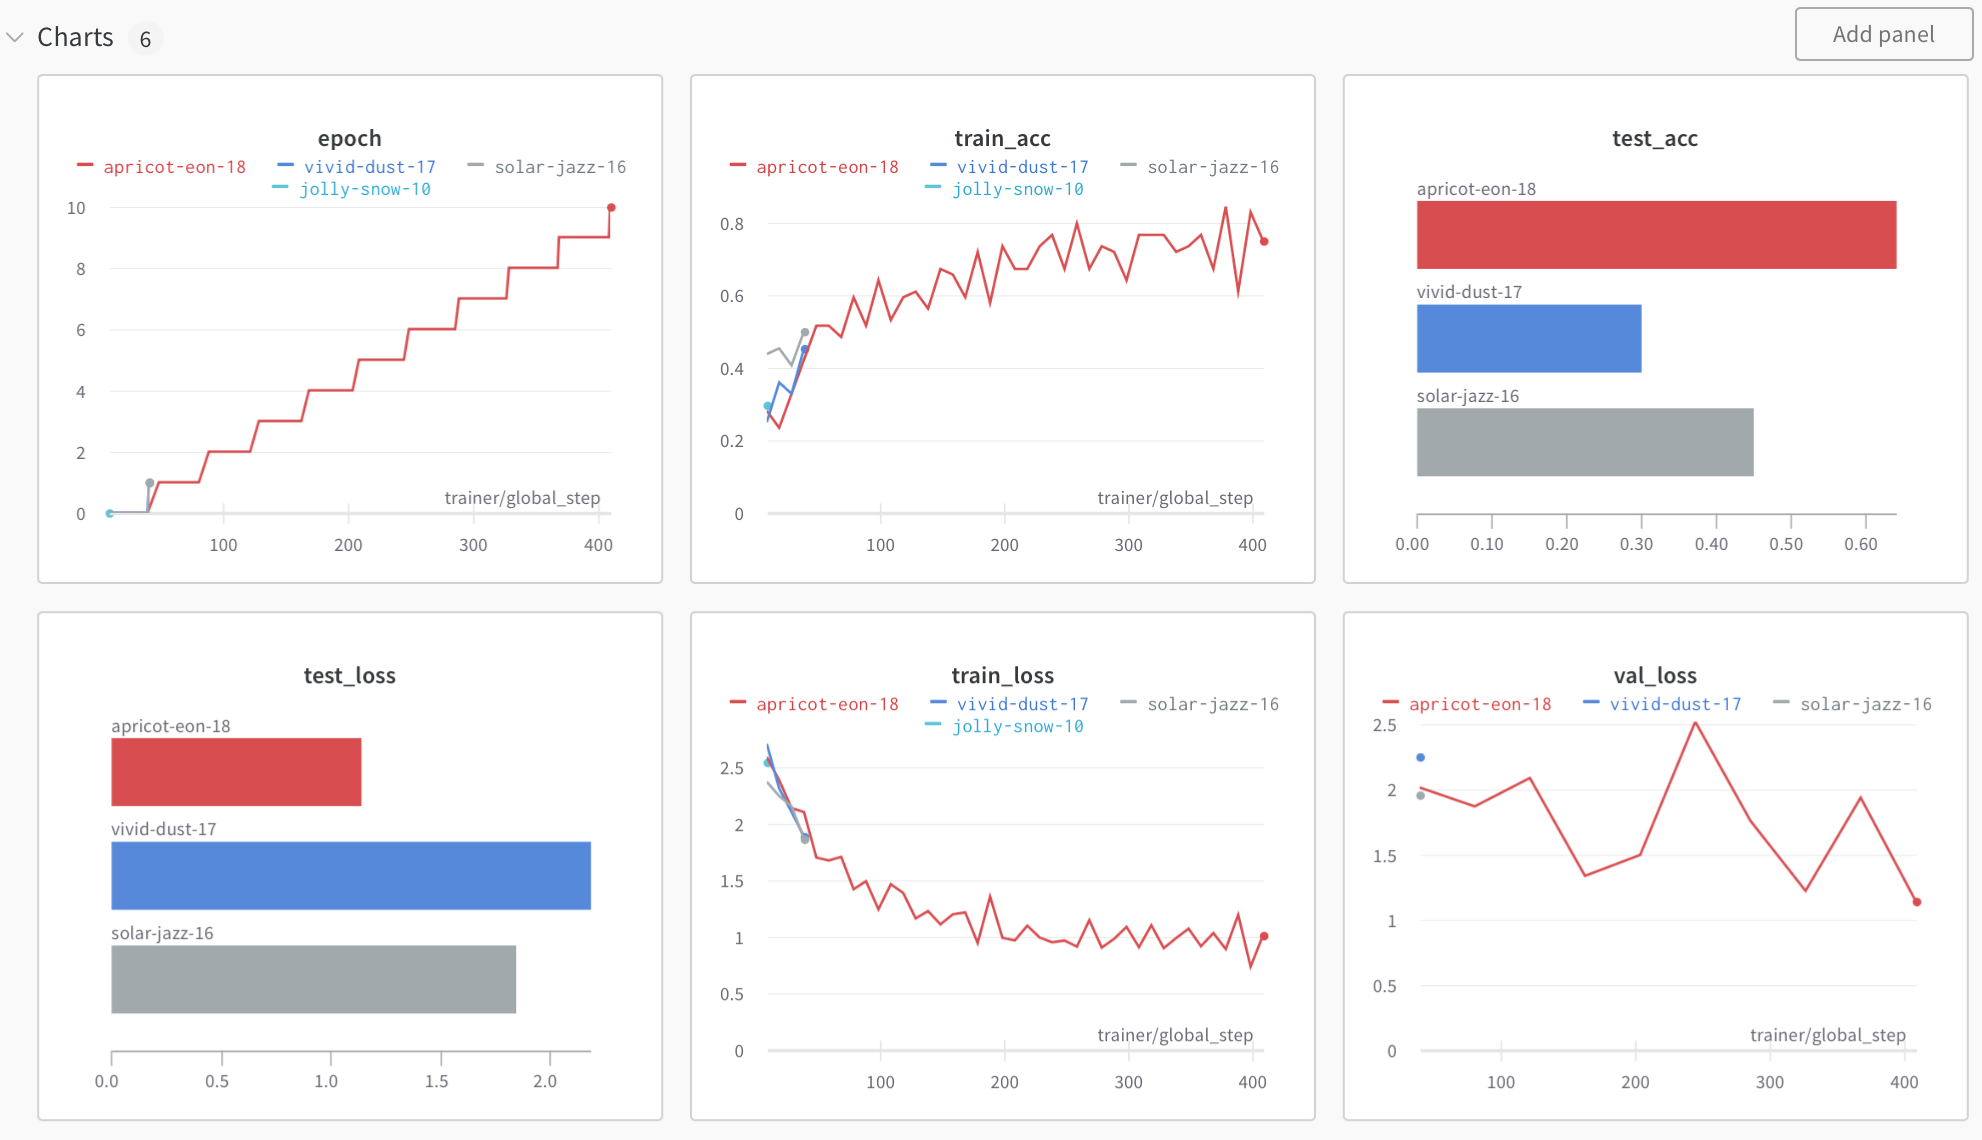 Charts 6
Add panel
epoch
apricot-eon-18 vivid-dust-17 solar-jazz-16
jolly-snow-10
10
8
6
4
2
0
trainer/global_step
100 200 300 400
train_acc
apricot-eon-18 vivid-dust-17 solar-jazz-16
jolly-snow-10
0.8
0.6
0.4
0.2
0
trainer/global_step
100 200 300 400
test_acc
apricot-eon-18
vivid-dust-17
solar-jazz-16
0.00 0.10 0.20 0.30 0.40 0.50 0.60
test_loss
apricot-eon-18
vivid-dust-17
solar-jazz-16
0.0 0.5 1.0 1.5 2.0
train_loss
apricot-eon-18 vivid-dust-17 solar-jazz-16
jolly-snow-10
2.5
2
1.5
1
0.5
0
trainer/global_step
100 200 300 400
val_loss
apricot-eon-18 vivid-dust-17 solar-jazz-16
2.5
2
1.5
1
0.5
0
trainer/global_step
100 200 300 400